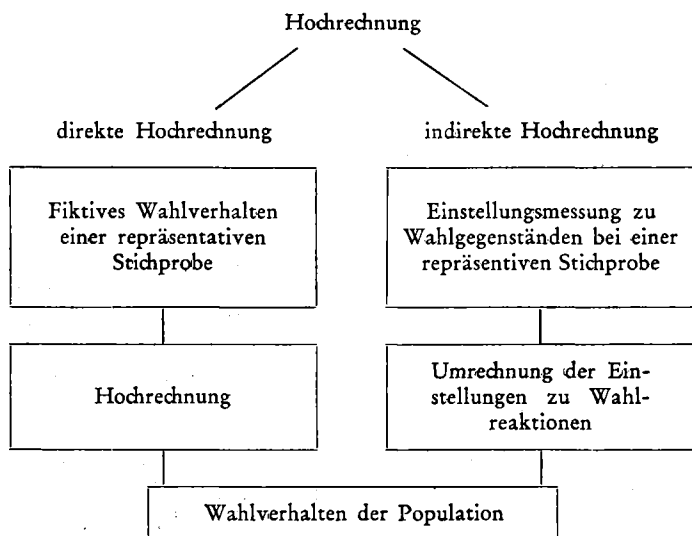 Hochrechnung
direkte Hochrechnung
indirekte Hochrechnung
Fiktives Wahlverhalten
einer repräsentativen
Stichprobe
Einstellungsmessung zu
Wahlgegenständen bei einer
repräsentiven Stichprobe
Hochrechnung
Umrechnung der Ein-
stellungen zu Wahl-
reaktionen
Wahlverhalten der Population